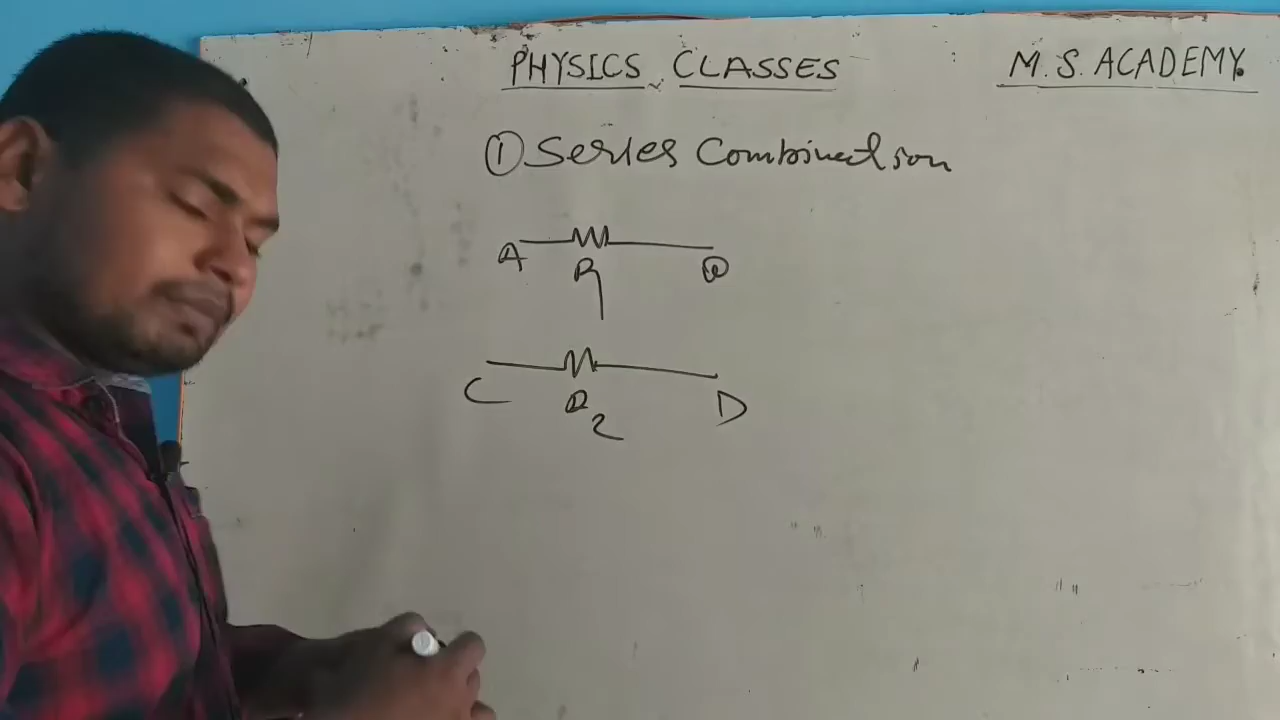 PHYSICS CLASSES M.S. ACADEMY.
① Series Combination
A B
R1
C D
R2